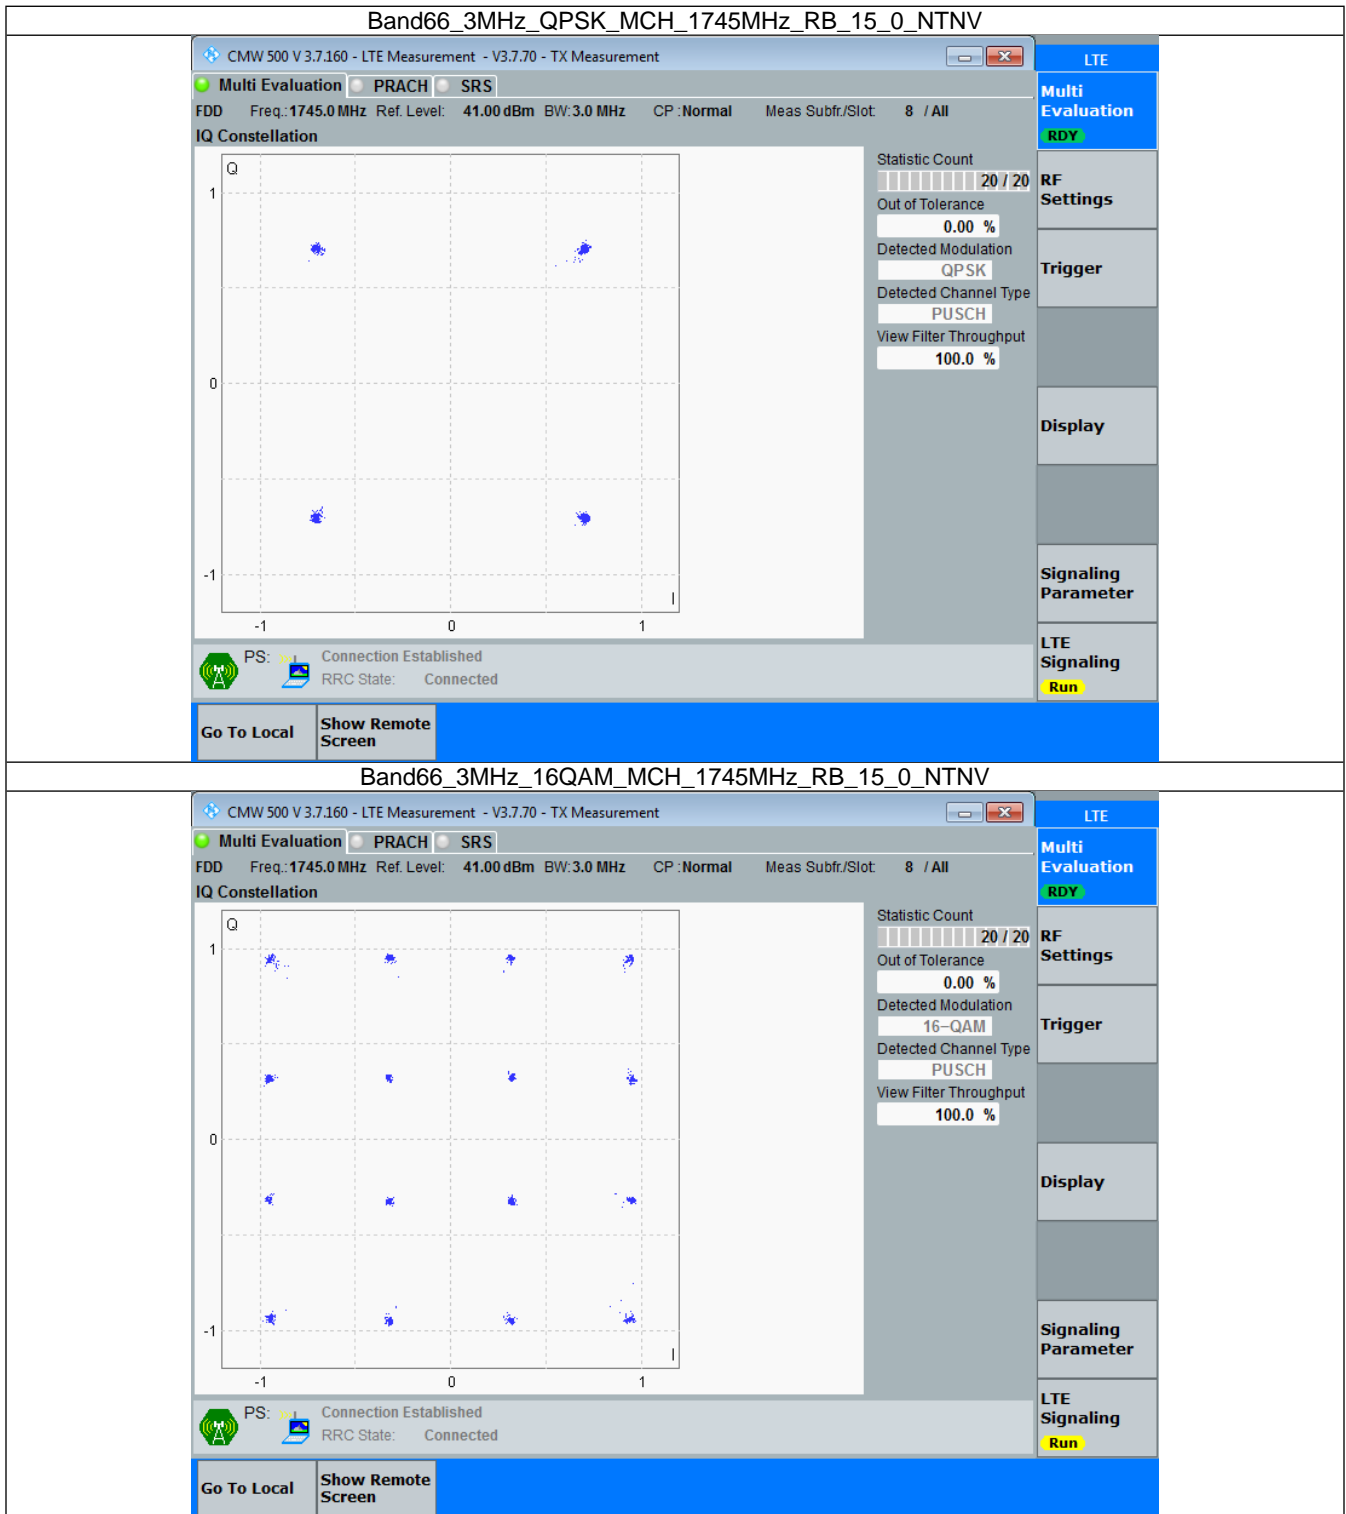 Band66_3MHz_QPSK_MCH_1745MHz_RB_15_0_NTNV
CMW 500 V 3.7.160 - LTE Measurement - V3.7.70 - TX Measurement
LTE
Multi Evaluation PRACH SRS
FDD Freq.:1745.0 MHz Ref. Level: 41.00 dBm BW:3.0 MHz CP :Normal Meas Subfr./Slot: 8 / All
IQ Constellation
Multi
Evaluation
RDY
Q
1
0
-1
-1 0 1
I
Statistic Count
20 / 20
Out of Tolerance
0.00 %
Detected Modulation
QPSK
Detected Channel Type
PUSCH
View Filter Throughput
100.0 %
RF
Settings
Trigger
Display
Signaling
Parameter
LTE
Signaling
Run
PS: Connection Established
RRC State: Connected
Go To Local
Show Remote
Screen
Band66_3MHz_16QAM_MCH_1745MHz_RB_15_0_NTNV
CMW 500 V 3.7.160 - LTE Measurement - V3.7.70 - TX Measurement
LTE
Multi Evaluation PRACH SRS
FDD Freq.:1745.0 MHz Ref. Level: 41.00 dBm BW:3.0 MHz CP :Normal Meas Subfr./Slot: 8 / All
IQ Constellation
Multi
Evaluation
RDY
Q
1
0
-1
-1 0 1
I
Statistic Count
20 / 20
Out of Tolerance
0.00 %
Detected Modulation
16-QAM
Detected Channel Type
PUSCH
View Filter Throughput
100.0 %
RF
Settings
Trigger
Display
Signaling
Parameter
LTE
Signaling
Run
PS: Connection Established
RRC State: Connected
Go To Local
Show Remote
Screen